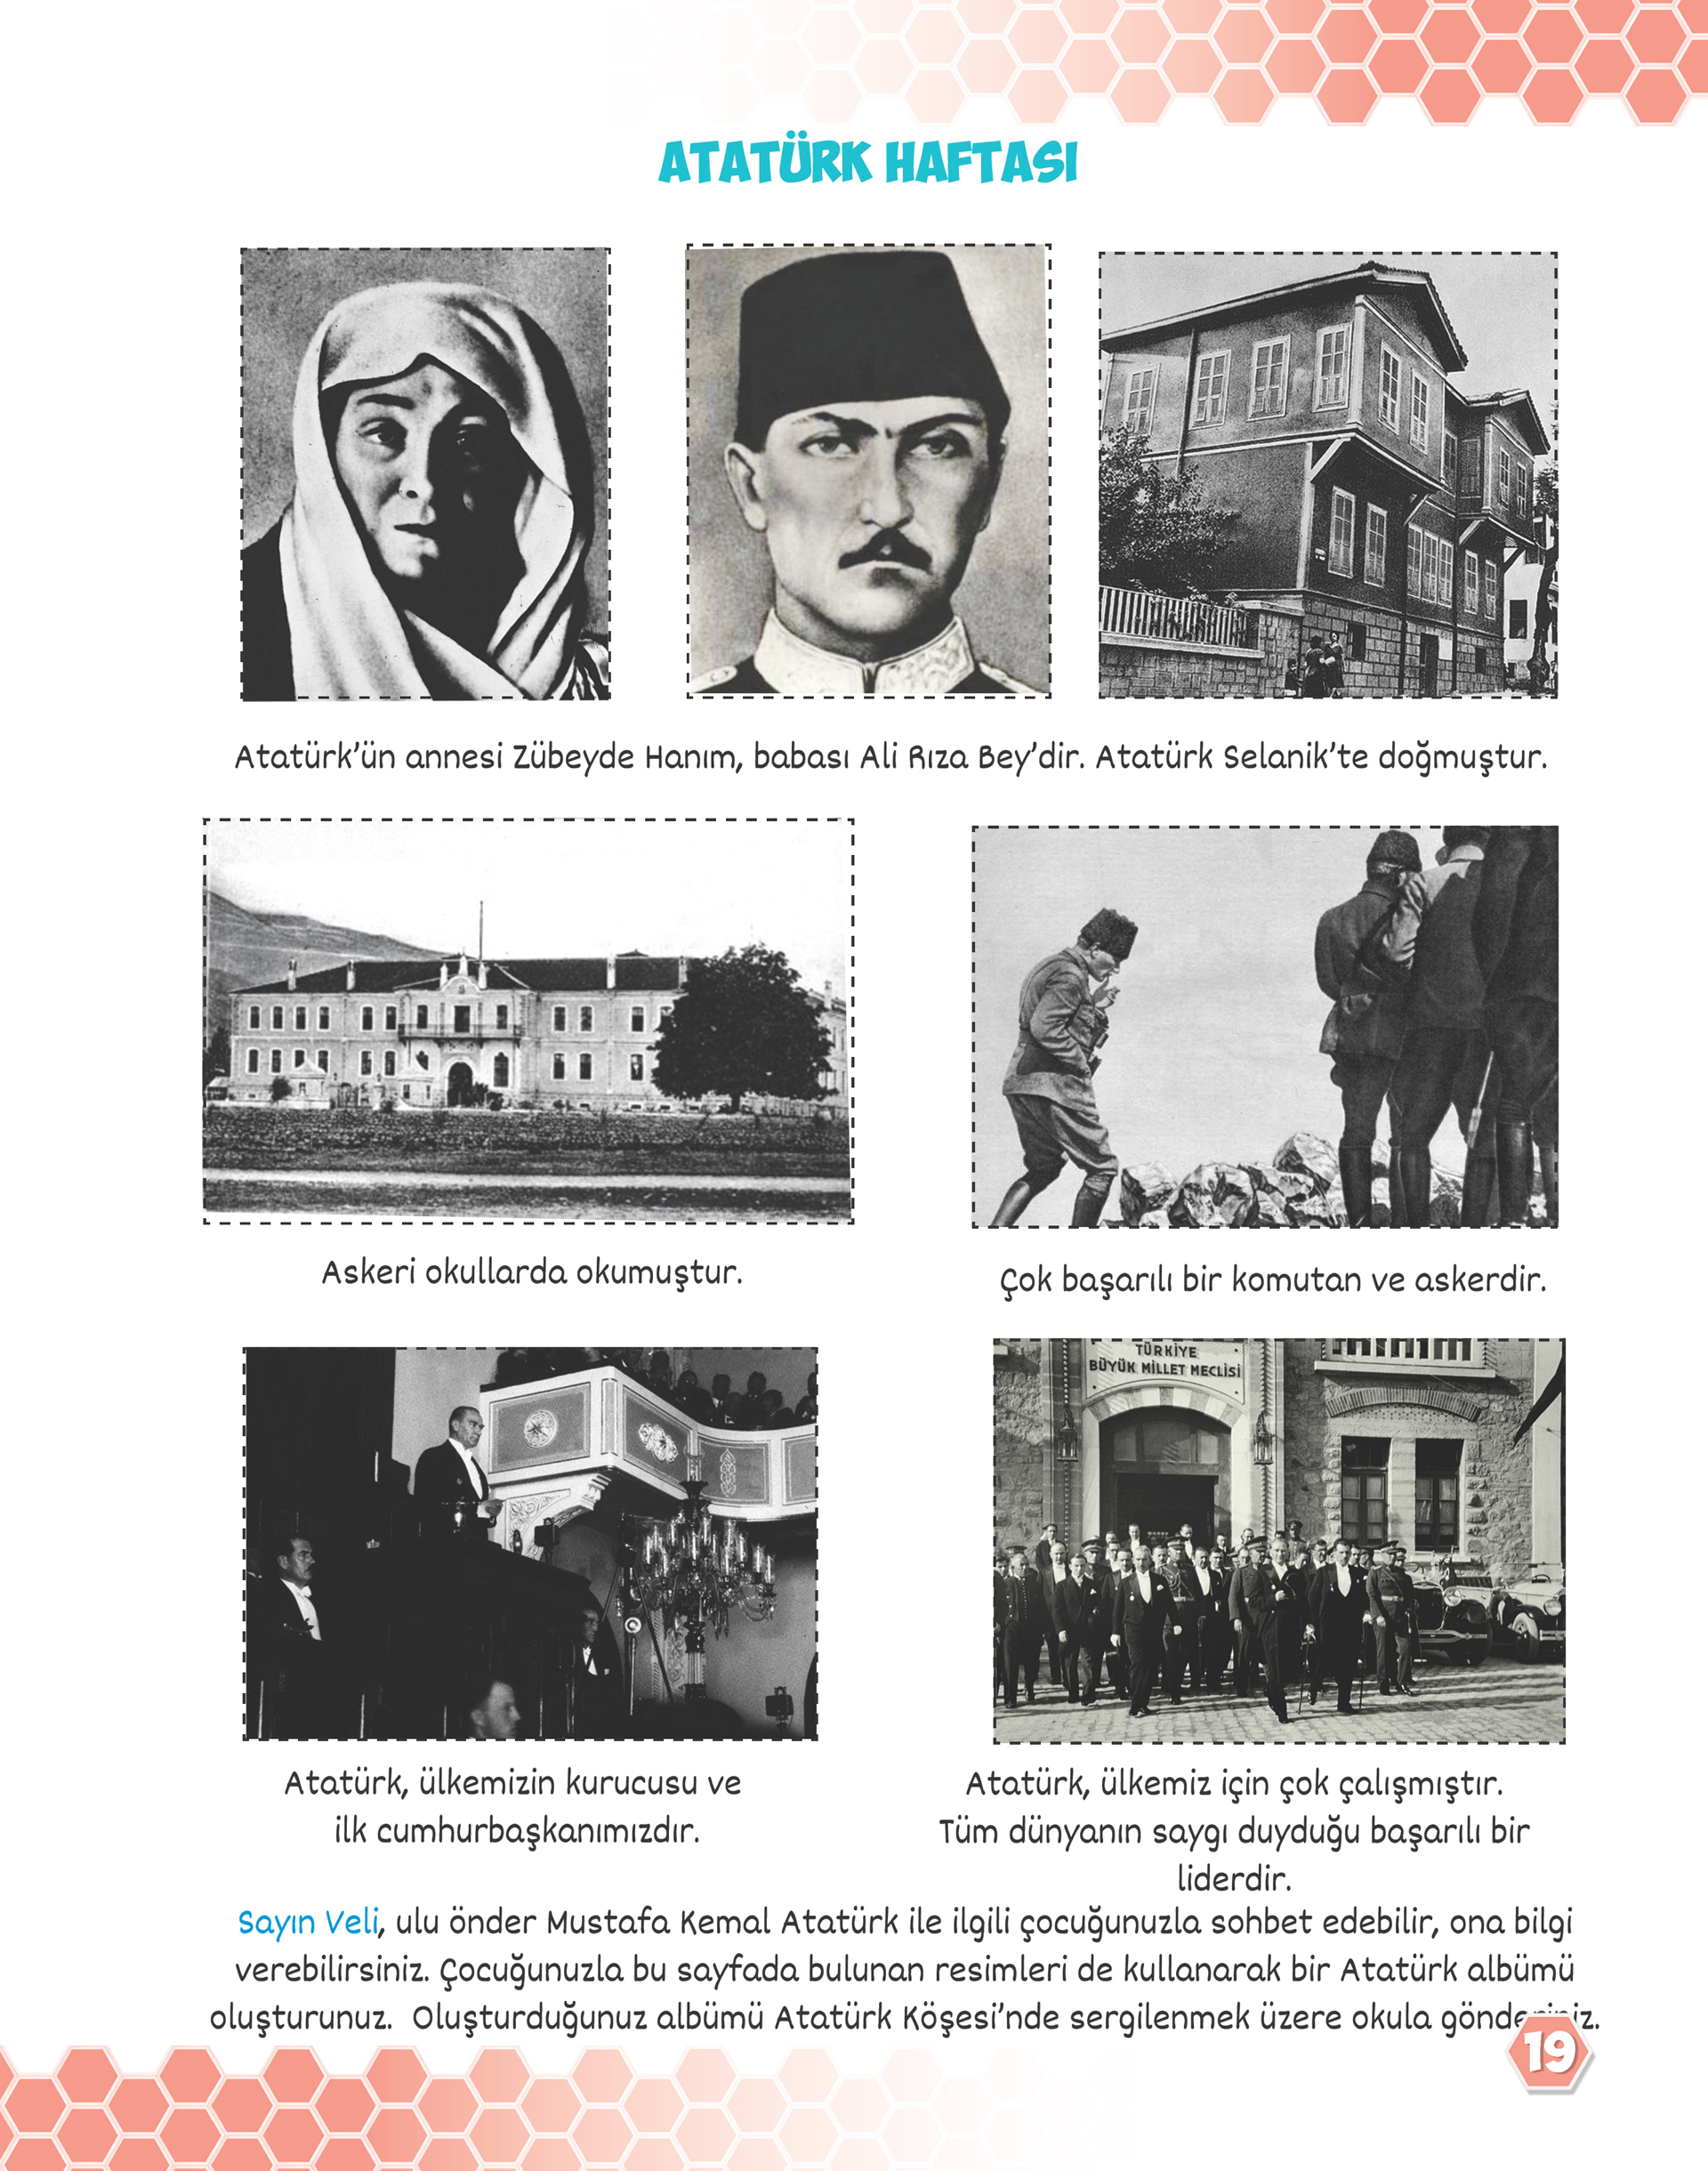 ATATÜRK HAFTASI
Atatürk’ün annesi Zübeyde Hanım, babası Ali Rıza Bey’dir. Atatürk Selanik’te doğmuştur.
Askeri okullarda okumuştur.
Çok başarılı bir komutan ve askerdir.
TÜRKİYE
BÜYÜK MİLLET MECLİSİ
Atatürk, ülkemizin kurucusu ve
ilk cumhurbaşkanımızdır.
Atatürk, ülkemiz için çok çalışmıştır.
Tüm dünyanın saygı duyduğu başarılı bir
liderdir.
Sayın Veli, ulu önder Mustafa Kemal Atatürk ile ilgili çocuğunuzla sohbet edebilir, ona bilgi
verebilirsiniz. Çocuğunuzla bu sayfada bulunan resimleri de kullanarak bir Atatürk albümü
oluşturunuz. Oluşturduğunuz albümü Atatürk Köşesi’nde sergilenmek üzere okula gönderiniz.
19